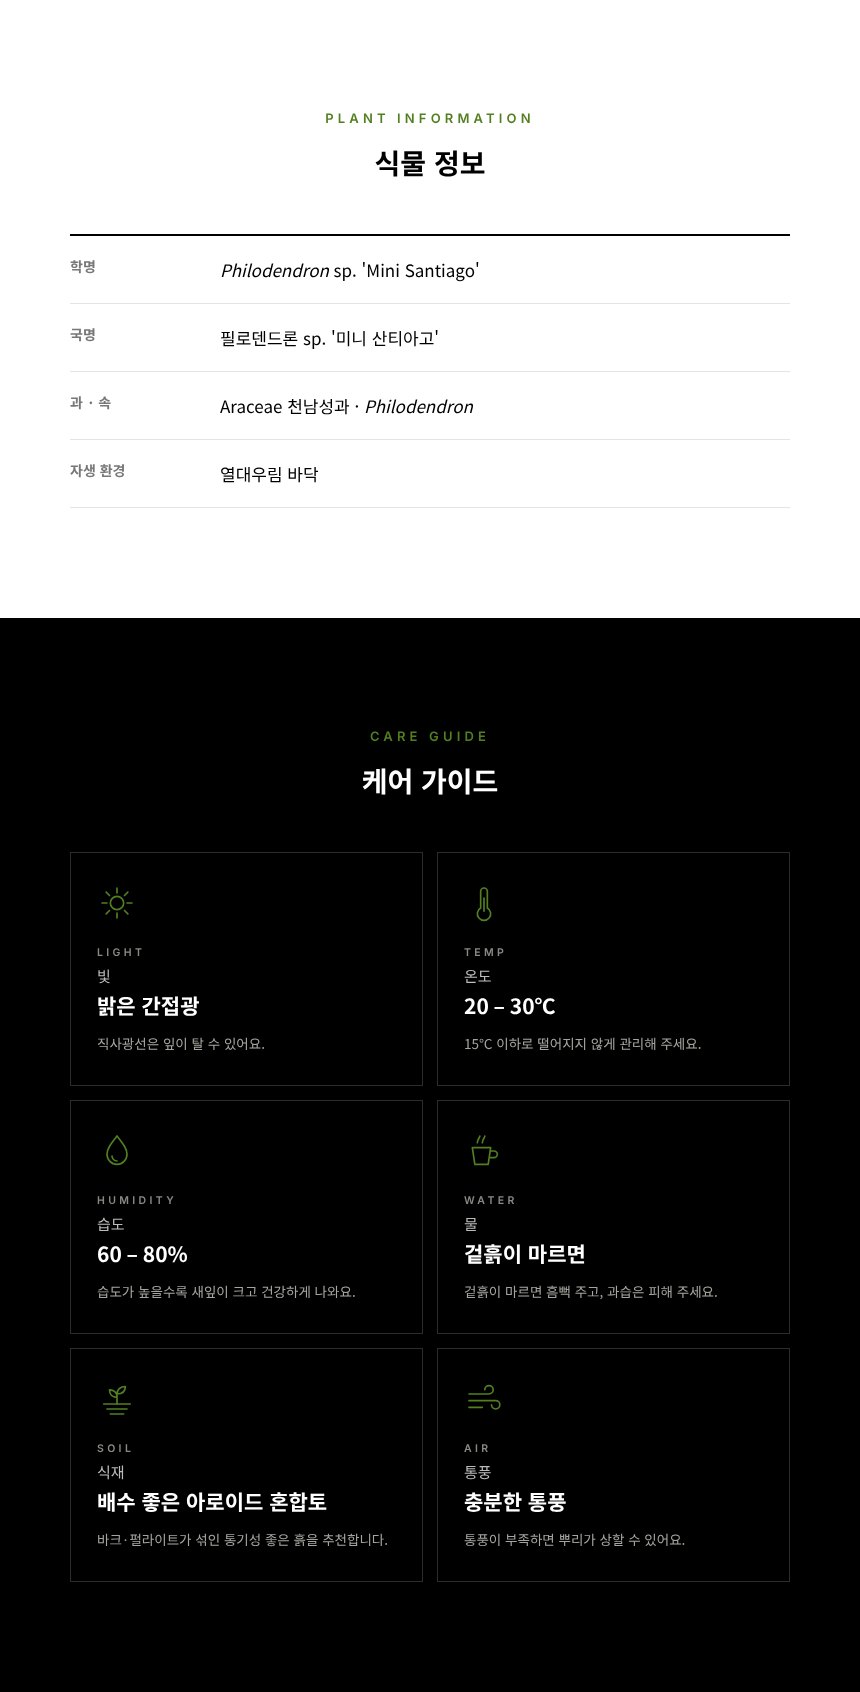 PLANT INFORMATION
식물 정보
학명
Philodendron sp. 'Mini Santiago'
국명
필로덴드론 sp. '미니 산티아고'
과 · 속
Araceae 천남성과 · Philodendron
자생 환경
열대우림 바닥
CARE GUIDE
케어 가이드
LIGHT
빛
밝은 간접광
직사광선은 잎이 탈 수 있어요.
TEMP
온도
20 – 30℃
15℃ 이하로 떨어지지 않게 관리해 주세요.
HUMIDITY
습도
60 – 80%
습도가 높을수록 새잎이 크고 건강하게 나와요.
WATER
물
겉흙이 마르면
겉흙이 마르면 흠뻑 주고, 과습은 피해 주세요.
SOIL
식재
배수 좋은 아로이드 혼합토
바크·펄라이트가 섞인 통기성 좋은 흙을 추천합니다.
AIR
통풍
충분한 통풍
통풍이 부족하면 뿌리가 상할 수 있어요.